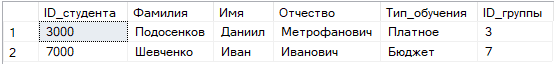 ID_студента Фамилия Имя Отчество Тип_обучения ID_группы
1 3000 Подосенков Даниил Метрофанович Платное 3
2 7000 Шевченко Иван Иванович Бюджет 7